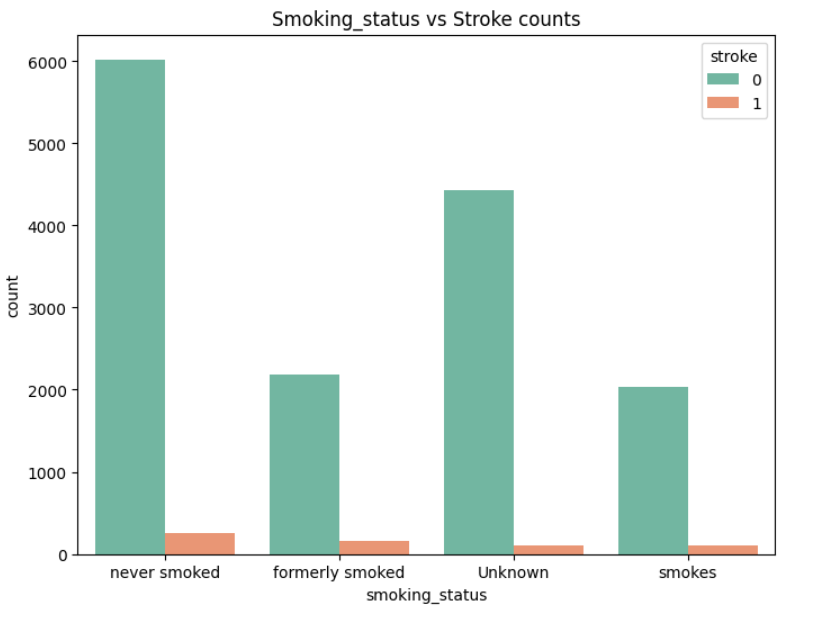 Smoking_status vs Stroke counts
stroke
0
1
6000
5000
4000
3000
2000
1000
0
count
never smoked
formerly smoked
Unknown
smokes
smoking_status